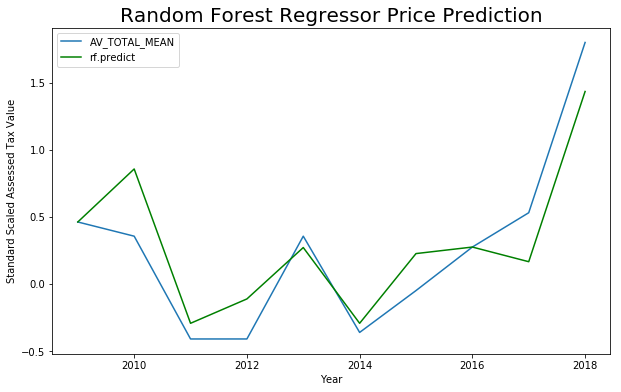 Random Forest Regressor Price Prediction
AV_TOTAL_MEAN
rf.predict
1.5
1.0
0.5
0.0
−0.5
Standard Scaled Assessed Tax Value
2010 2012 2014 2016 2018
Year